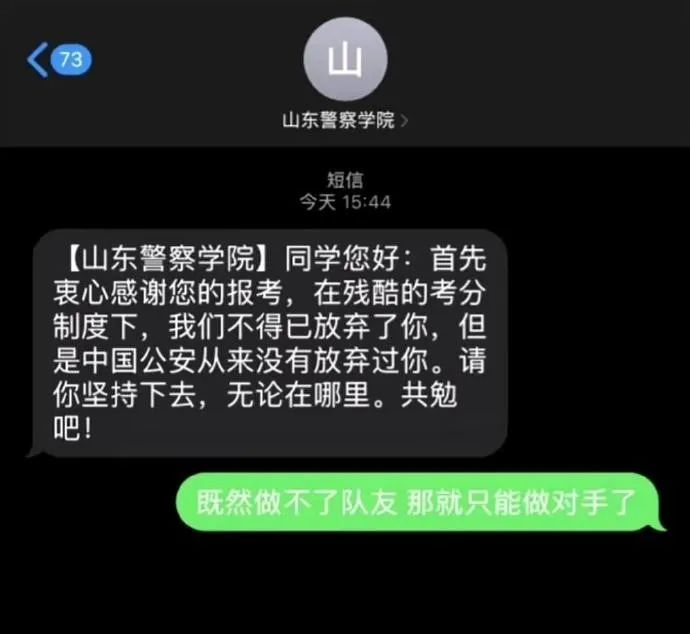 73
山
山东警察学院
短信
今天 15:44
【山东警察学院】同学您好：首先
衷心感谢您的报考，在残酷的考分
制度下，我们不得已放弃了你，但
是中国公安从来没有放弃过你。请
你坚持下去，无论在哪里。共勉
吧！
既然做不了队友 那就只能做对手了